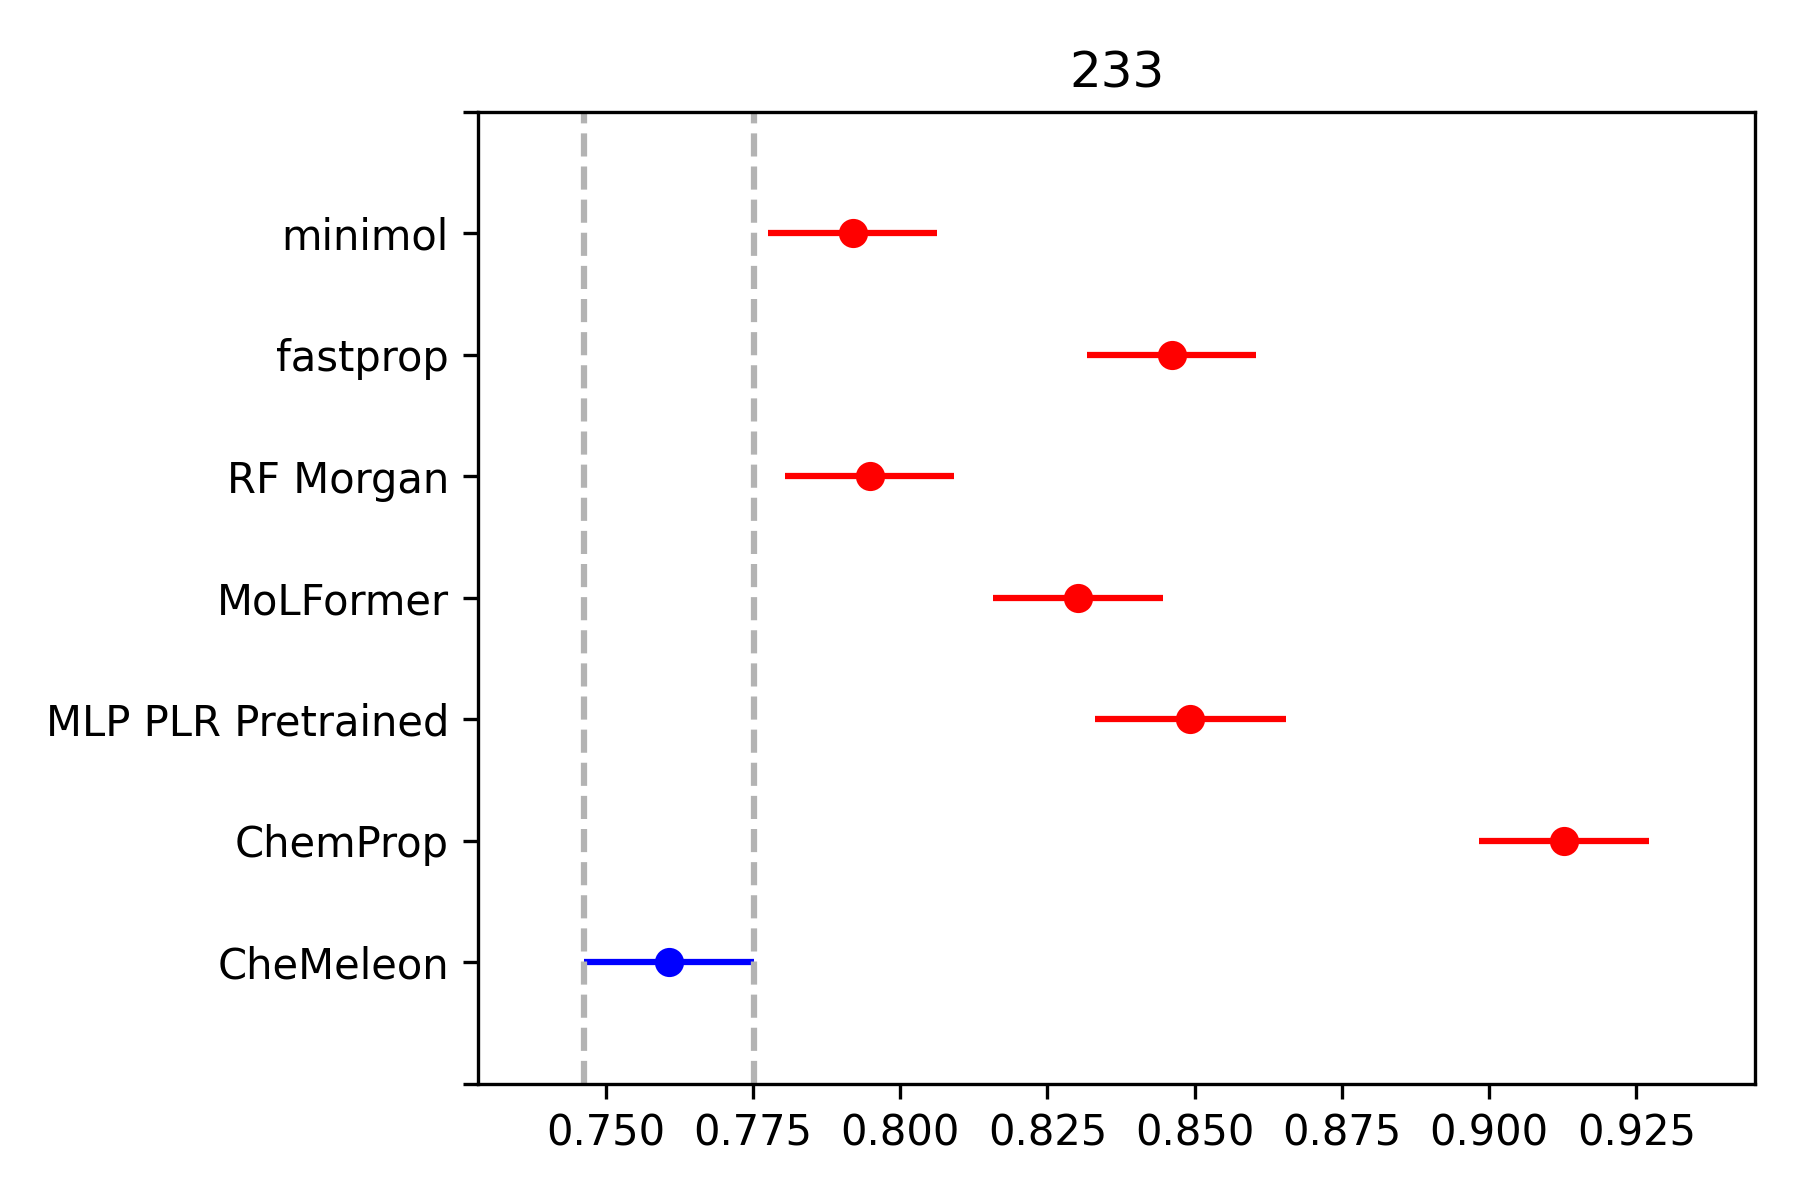 233
minimol
fastprop
RF Morgan
MoLFormer
MLP PLR Pretrained
ChemProp
CheMeleon
0.750 0.775 0.800 0.825 0.850 0.875 0.900 0.925